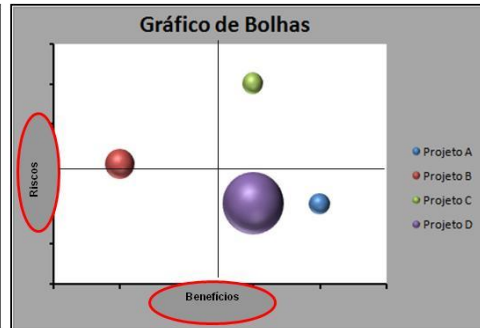 Gráfico de Bolhas
Riscos
Projeto A
Projeto B
Projeto C
Projeto D
Benefícios